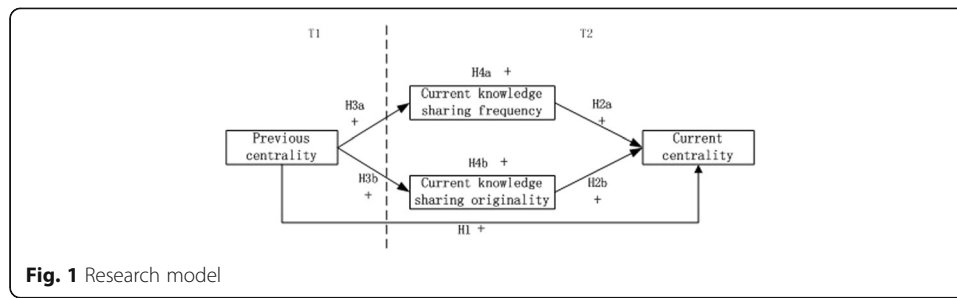 T1
T2
H4a +
Current knowledge
sharing frequency
H3a
+
H2a
+
Previous
centrality
Current
centrality
H4b +
Current knowledge
sharing originality
H3b
+
H2b
+
H1 +
Fig. 1 Research model